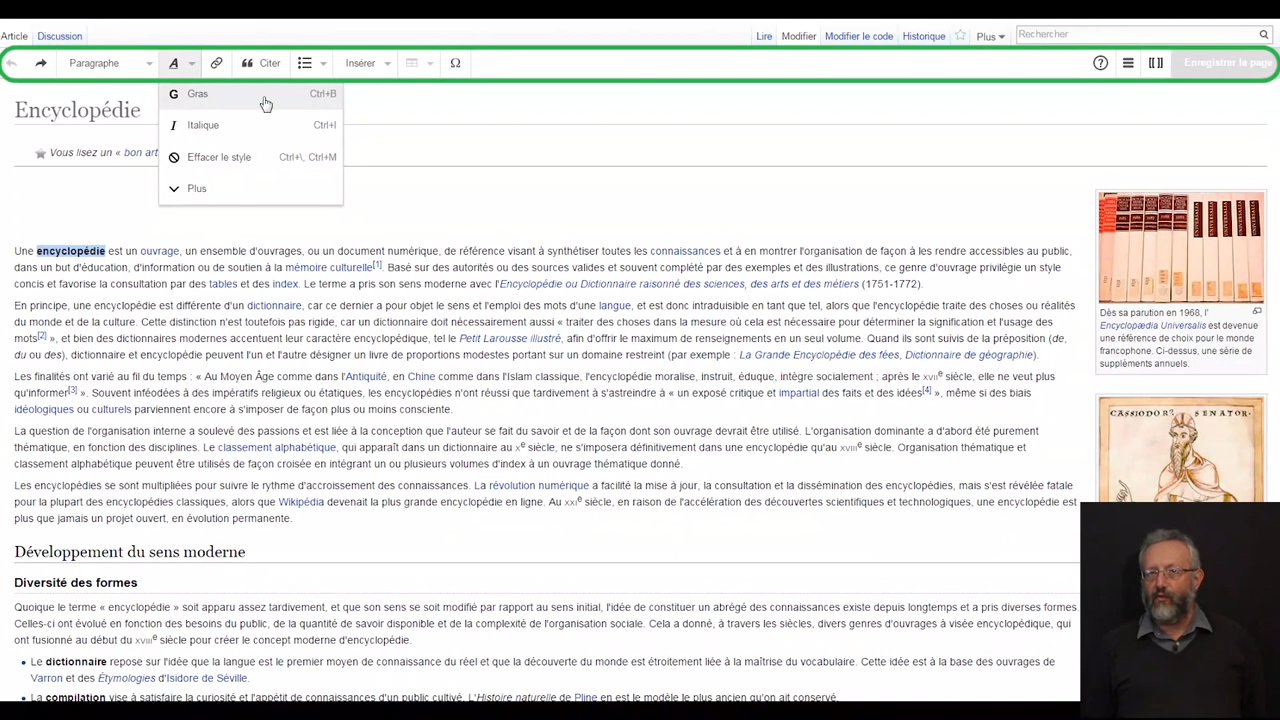 Article Discussion Lire Modifier Modifier le code Historique Plus Rechercher
Paragraphe A Citer Insérer Ω Enregistrer la page
G Gras Ctrl+B
I Italique Ctrl+I
Effacer le style Ctrl+\, Ctrl+M
Plus
Encyclopédie
Vous lisez un « bon art
Une encyclopédie est un ouvrage, un ensemble d'ouvrages, ou un document numérique, de référence visant à synthétiser toutes les connaissances et à en montrer l'organisation de façon à les rendre accessibles au public,
dans un but d'éducation, d'information ou de soutien à la mémoire culturelle[1]. Basé sur des autorités ou des sources valides et souvent complété par des exemples et des illustrations, ce genre d'ouvrage privilégie un style
concis et favorise la consultation par des tables et des index. Le terme a pris son sens moderne avec l'Encyclopédie ou Dictionnaire raisonné des sciences, des arts et des métiers (1751-1772).
En principe, une encyclopédie est différente d'un dictionnaire, car ce dernier a pour objet le sens et l'emploi des mots d'une langue, et est donc intraduisible en tant que tel, alors que l'encyclopédie traite des choses ou réalités
du monde et de la culture. Cette distinction n'est toutefois pas rigide, car un dictionnaire doit nécessairement aussi « traiter des choses dans la mesure où cela est nécessaire pour déterminer la signification et l'usage des
mots[2] », et bien des dictionnaires modernes accentuent leur caractère encyclopédique, tel le Petit Larousse illustré, afin d'offrir le maximum de renseignements en un seul volume. Quand ils sont suivis de la préposition (de,
du ou des), dictionnaire et encyclopédie peuvent l'un et l'autre désigner un livre de proportions modestes portant sur un domaine restreint (par exemple : La Grande Encyclopédie des fées, Dictionnaire de géographie).
Les finalités ont varié au fil du temps : « Au Moyen Âge comme dans l'Antiquité, en Chine comme dans l'Islam classique, l'encyclopédie moralise, instruit, éduque, intègre socialement ; après le XVIIe siècle, elle ne veut plus
qu'informer[3] ». Souvent inféodées à des impératifs religieux ou étatiques, les encyclopédies n'ont réussi que tardivement à s'astreindre à « un exposé critique et impartial des faits et des idées[4] », même si des biais
idéologiques ou culturels parviennent encore à s'imposer de façon plus ou moins consciente.
La question de l'organisation interne a soulevé des passions et est liée à la conception que l'auteur se fait du savoir et de la façon dont son ouvrage devrait être utilisé. L'organisation dominante a d'abord été purement
thématique, en fonction des disciplines. Le classement alphabétique, qui apparaît dans un dictionnaire au Xe siècle, ne s'imposera définitivement dans une encyclopédie qu'au XVIIIe siècle. Organisation thématique et
classement alphabétique peuvent être utilisés de façon croisée en intégrant un ou plusieurs volumes d'index à un ouvrage thématique donné.
Les encyclopédies se sont multipliées pour suivre le rythme d'accroissement des connaissances. La révolution numérique a facilité la mise à jour, la consultation et la dissémination des encyclopédies, mais s'est révélée fatale
pour la plupart des encyclopédies classiques, alors que Wikipédia devenait la plus grande encyclopédie en ligne. Au XXIe siècle, en raison de l'accélération des découvertes scientifiques et technologiques, une encyclopédie est
plus que jamais un projet ouvert, en évolution permanente.
Dès sa parution en 1968, l'
Encyclopædia Universalis est devenue
une référence de choix pour le monde
francophone. Ci-dessus, une série de
suppléments annuels.
CASSIODOR· SENATOR·
Développement du sens moderne
Diversité des formes
Quoique le terme « encyclopédie » soit apparu assez tardivement, et que son sens se soit modifié par rapport au sens initial, l'idée de constituer un abrégé des connaissances existe depuis longtemps et a pris diverses formes.
Celles-ci ont évolué en fonction des besoins du public, de la quantité de savoir disponible et de la complexité de l'organisation sociale. Cela a donné, à travers les siècles, divers genres d'ouvrages à visée encyclopédique, qui
ont fusionné au début du XVIIIe siècle pour créer le concept moderne d'encyclopédie.
• Le dictionnaire repose sur l'idée que la langue est le premier moyen de connaissance du réel et que la découverte du monde est étroitement liée à la maîtrise du vocabulaire. Cette idée est à la base des ouvrages de
Varron et des Étymologies d'Isidore de Séville.
• La compilation vise à satisfaire la curiosité et l'appétit de connaissances d'un public cultivé. L'Histoire naturelle de Pline en est le modèle le plus ancien qu'on ait conservé.